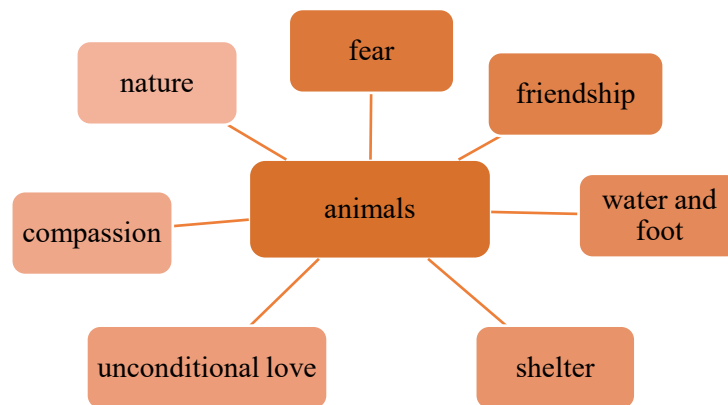 fear
nature
friendship
animals
water and
foot
compassion
unconditional love
shelter